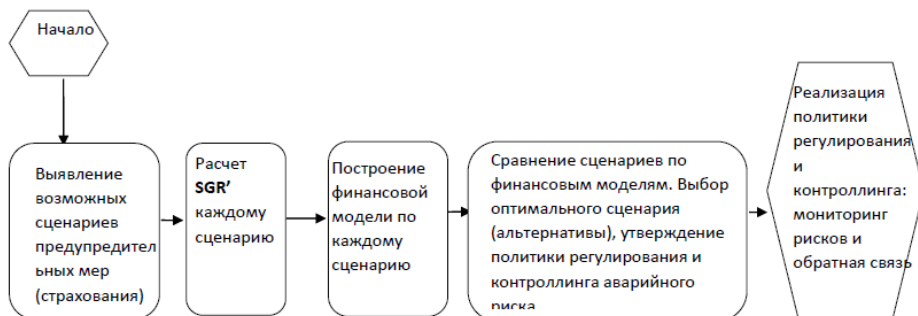 Начало
Выявление
возможных
сценариев
предупредител
ьных мер
(страхования)
Расчет
SGR’
каждому
сценарию
Построение
финансовой
модели по
каждому
сценарию
Сравнение сценариев по
финансовым моделям. Выбор
оптимального сценария
(альтернативы), утверждение
политики регулирования и
контроллинга аварийного
риска
Реализация
политики
регулирования
и
контроллинга:
мониторинг
рисков и
обратная связь